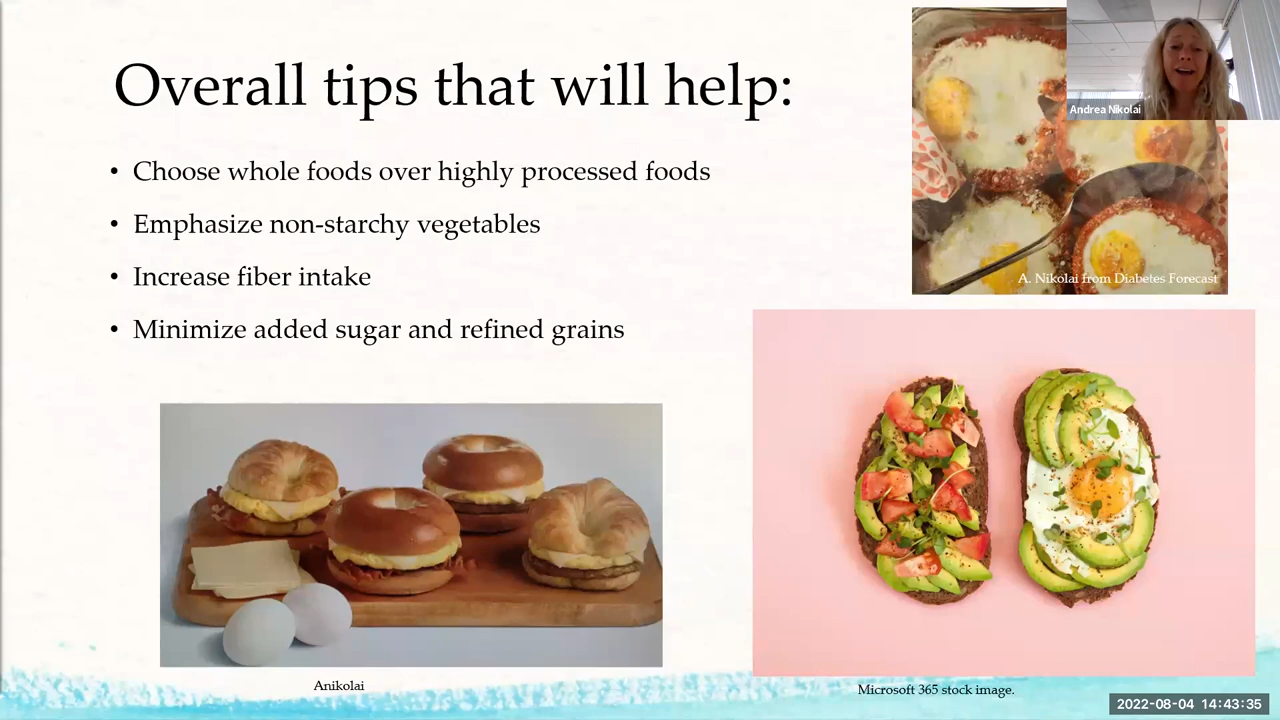 Overall tips that will help:
• Choose whole foods over highly processed foods
• Emphasize non-starchy vegetables
• Increase fiber intake
• Minimize added sugar and refined grains
Andrea Nikolai
A. Nikolai from Diabetes Forecast
Anikolai
Microsoft 365 stock image.
2022-08-04 14:43:35